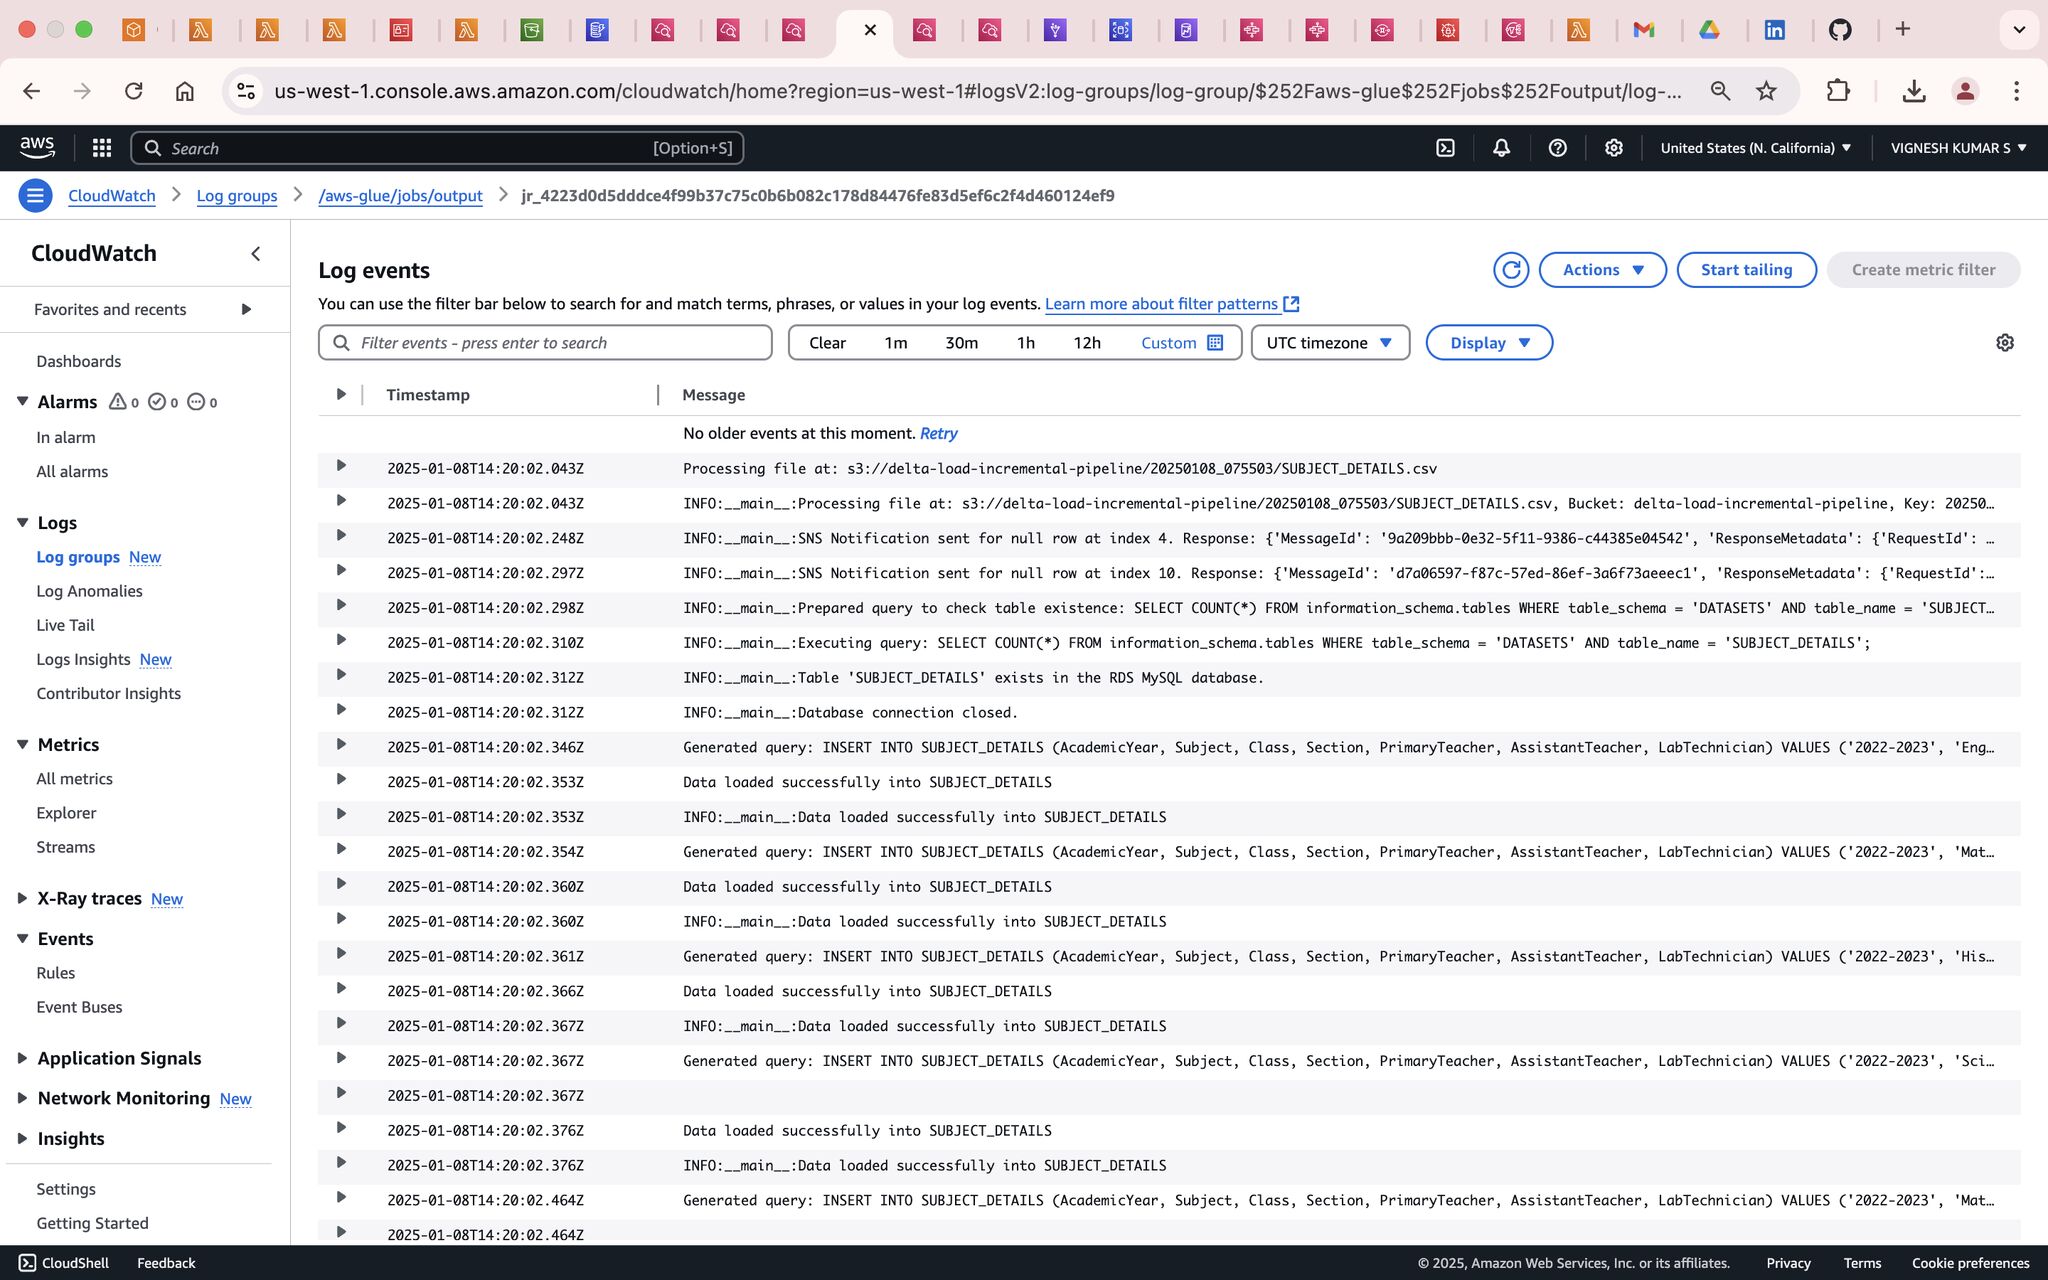 us-west-1.console.aws.amazon.com/cloudwatch/home?region=us-west-1#logsV2:log-groups/log-group/$252Faws-glue$252Fjobs$252Foutput/log-...
aws
Search
[Option+S]
United States (N. California)
VIGNESH KUMAR S
CloudWatch
Log groups
/aws-glue/jobs/output
jr_4223d0d5dddce4f99b37c75c0b6b082c178d84476fe83d5ef6c2f4d460124ef9
CloudWatch
Favorites and recents
Dashboards
Alarms 0 0 0
In alarm
All alarms
Logs
Log groups New
Log Anomalies
Live Tail
Logs Insights New
Contributor Insights
Metrics
All metrics
Explorer
Streams
X-Ray traces New
Events
Rules
Event Buses
Application Signals
Network Monitoring New
Insights
Settings
Getting Started
Log events
Actions
Start tailing
Create metric filter
You can use the filter bar below to search for and match terms, phrases, or values in your log events. Learn more about filter patterns
Filter events - press enter to search
Clear 1m 30m 1h 12h Custom
UTC timezone
Display
Timestamp Message
No older events at this moment. Retry
2025-01-08T14:20:02.043Z Processing file at: s3://delta-load-incremental-pipeline/20250108_075503/SUBJECT_DETAILS.csv
2025-01-08T14:20:02.043Z INFO:__main__:Processing file at: s3://delta-load-incremental-pipeline/20250108_075503/SUBJECT_DETAILS.csv, Bucket: delta-load-incremental-pipeline, Key: 20250…
2025-01-08T14:20:02.248Z INFO:__main__:SNS Notification sent for null row at index 4. Response: {'MessageId': '9a209bbb-0e32-5f11-9386-c44385e04542', 'ResponseMetadata': {'RequestId': …
2025-01-08T14:20:02.297Z INFO:__main__:SNS Notification sent for null row at index 10. Response: {'MessageId': 'd7a06597-f87c-57ed-86ef-3a6f73aeeec1', 'ResponseMetadata': {'RequestId':…
2025-01-08T14:20:02.298Z INFO:__main__:Prepared query to check table existence: SELECT COUNT(*) FROM information_schema.tables WHERE table_schema = 'DATASETS' AND table_name = 'SUBJECT…
2025-01-08T14:20:02.310Z INFO:__main__:Executing query: SELECT COUNT(*) FROM information_schema.tables WHERE table_schema = 'DATASETS' AND table_name = 'SUBJECT_DETAILS';
2025-01-08T14:20:02.312Z INFO:__main__:Table 'SUBJECT_DETAILS' exists in the RDS MySQL database.
2025-01-08T14:20:02.312Z INFO:__main__:Database connection closed.
2025-01-08T14:20:02.346Z Generated query: INSERT INTO SUBJECT_DETAILS (AcademicYear, Subject, Class, Section, PrimaryTeacher, AssistantTeacher, LabTechnician) VALUES ('2022-2023', 'Eng…
2025-01-08T14:20:02.353Z Data loaded successfully into SUBJECT_DETAILS
2025-01-08T14:20:02.353Z INFO:__main__:Data loaded successfully into SUBJECT_DETAILS
2025-01-08T14:20:02.354Z Generated query: INSERT INTO SUBJECT_DETAILS (AcademicYear, Subject, Class, Section, PrimaryTeacher, AssistantTeacher, LabTechnician) VALUES ('2022-2023', 'Mat…
2025-01-08T14:20:02.360Z Data loaded successfully into SUBJECT_DETAILS
2025-01-08T14:20:02.360Z INFO:__main__:Data loaded successfully into SUBJECT_DETAILS
2025-01-08T14:20:02.361Z Generated query: INSERT INTO SUBJECT_DETAILS (AcademicYear, Subject, Class, Section, PrimaryTeacher, AssistantTeacher, LabTechnician) VALUES ('2022-2023', 'His…
2025-01-08T14:20:02.366Z Data loaded successfully into SUBJECT_DETAILS
2025-01-08T14:20:02.367Z INFO:__main__:Data loaded successfully into SUBJECT_DETAILS
2025-01-08T14:20:02.367Z Generated query: INSERT INTO SUBJECT_DETAILS (AcademicYear, Subject, Class, Section, PrimaryTeacher, AssistantTeacher, LabTechnician) VALUES ('2022-2023', 'Sci…
2025-01-08T14:20:02.367Z
2025-01-08T14:20:02.376Z Data loaded successfully into SUBJECT_DETAILS
2025-01-08T14:20:02.376Z INFO:__main__:Data loaded successfully into SUBJECT_DETAILS
2025-01-08T14:20:02.464Z Generated query: INSERT INTO SUBJECT_DETAILS (AcademicYear, Subject, Class, Section, PrimaryTeacher, AssistantTeacher, LabTechnician) VALUES ('2022-2023', 'Mat…
2025-01-08T14:20:02.464Z
CloudShell Feedback
© 2025, Amazon Web Services, Inc. or its affiliates. Privacy Terms Cookie preferences